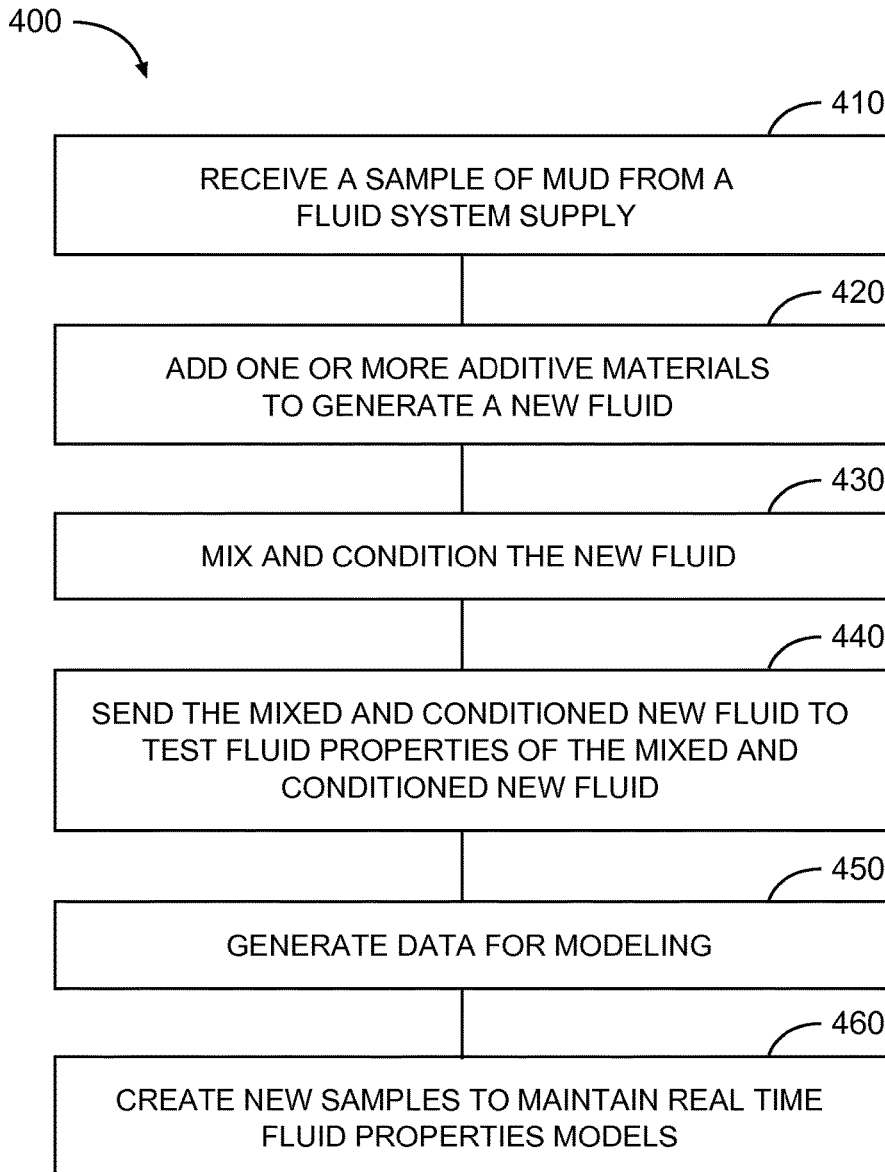 400
410
RECEIVE A SAMPLE OF MUD FROM A
FLUID SYSTEM SUPPLY
420
ADD ONE OR MORE ADDITIVE MATERIALS
TO GENERATE A NEW FLUID
430
MIX AND CONDITION THE NEW FLUID
440
SEND THE MIXED AND CONDITIONED NEW FLUID TO
TEST FLUID PROPERTIES OF THE MIXED AND
CONDITIONED NEW FLUID
450
GENERATE DATA FOR MODELING
460
CREATE NEW SAMPLES TO MAINTAIN REAL TIME
FLUID PROPERTIES MODELS